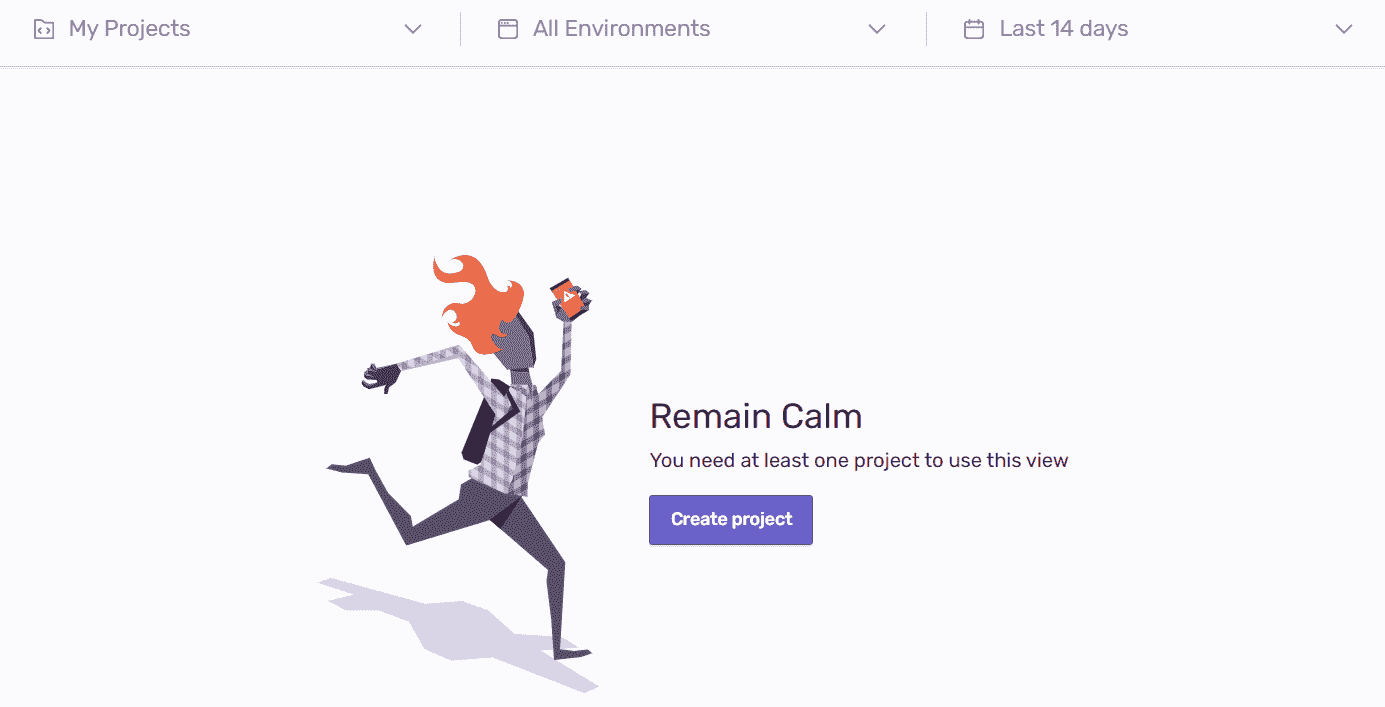 My Projects
All Environments
Last 14 days
Remain Calm
You need at least one project to use this view
Create project